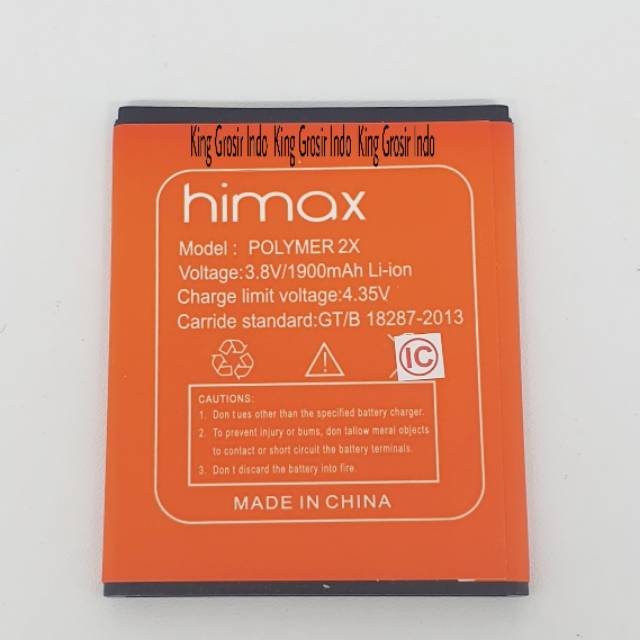 King Grosir Indo King Grosir Indo King Grosir Indo
himax
Model : POLYMER 2X
Voltage:3.8V/1900mAh Li-ion
Charge limit voltage:4.35V
Carride standard:GT/B 18287-2013
IC
CAUTIONS:
1. Don t ues other than the specified battery charger.
2. To prevent injury or bums, don tallow meral objects
to contact or short circuit the battery terminals.
3. Don t discard the battery into fire.
MADE IN CHINA